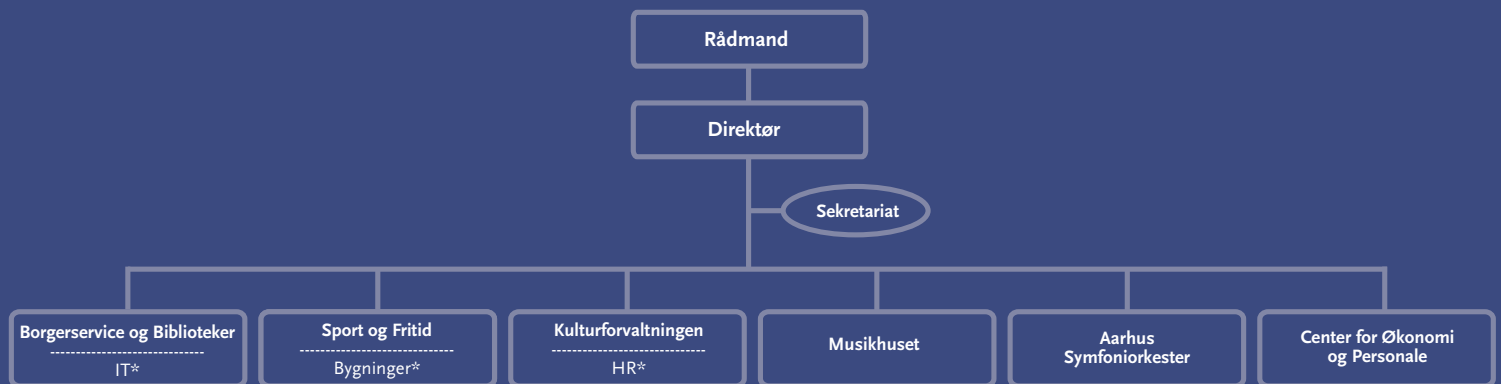 Rådmand
Direktør
Sekretariat
Borgerservice og Biblioteker
------------------------------
IT*
Sport og Fritid
------------------------------
Bygninger*
Kulturforvaltningen
------------------------------
HR*
Musikhuset
Aarhus
Symfoniorkester
Center for Økonomi
og Personale